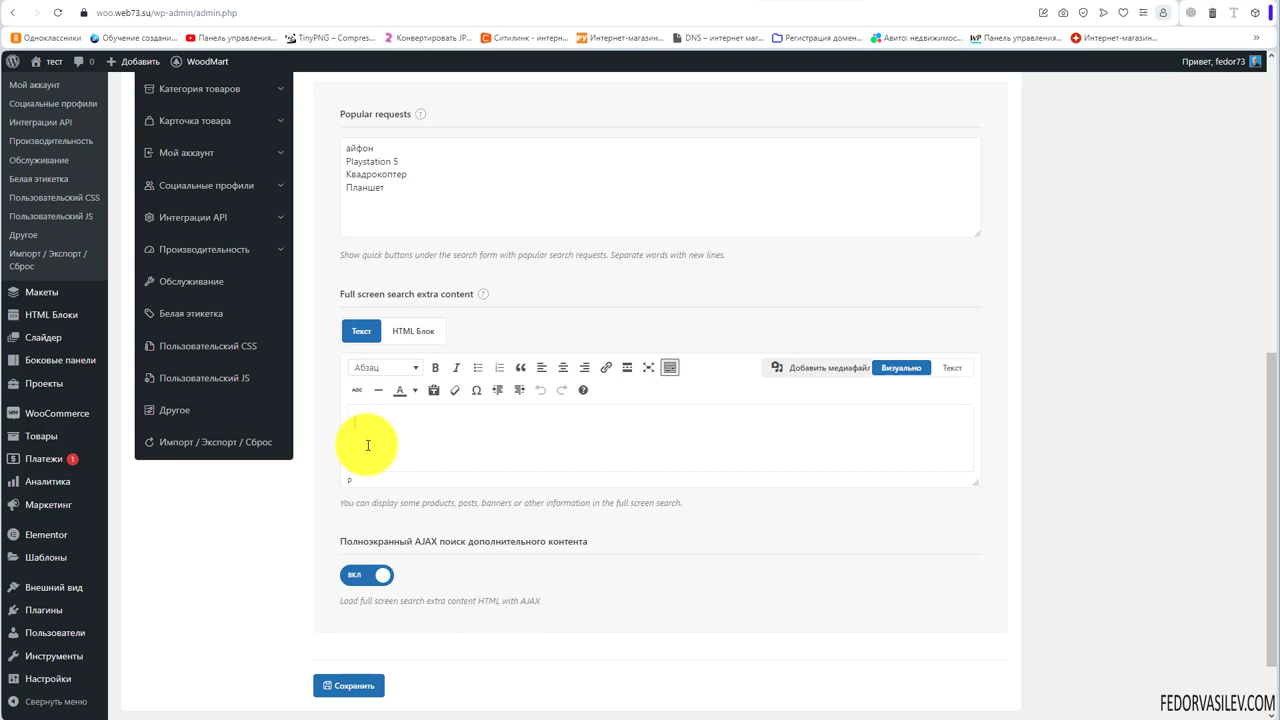 woo.web73.su/wp-admin/admin.php
Одноклассники
Обучение создани...
Панель управления...
TinyPNG – Compres...
Конвертировать JP...
Ситилинк - интерн...
Интернет-магазин...
DNS – интернет маг...
Регистрация домен...
Авито: недвижимос...
Панель управления...
Интернет-магазин...
тест
0
Добавить
WoodMart
Привет, fedor73
Мой аккаунт
Социальные профили
Интеграции API
Производительность
Обслуживание
Белая этикетка
Пользовательский CSS
Пользовательский JS
Другое
Импорт / Экспорт /
Сброс
Макеты
HTML Блоки
Слайдер
Боковые панели
Проекты
WooCommerce
Товары
Платежи 1
Аналитика
Маркетинг
Elementor
Шаблоны
Внешний вид
Плагины
Пользователи
Инструменты
Настройки
Свернуть меню
Категория товаров
Карточка товара
Мой аккаунт
Социальные профили
Интеграции API
Производительность
Обслуживание
Белая этикетка
Пользовательский CSS
Пользовательский JS
Другое
Импорт / Экспорт / Сброс
Popular requests ?
айфон
Playstation 5
Квадрокоптер
Планшет
Show quick buttons under the search form with popular search requests. Separate words with new lines.
Full screen search extra content ?
Текст
HTML Блок
Абзац
B I
Добавить медиафайл
Визуально
Текст
ABC
A
Ω
P
You can display some products, posts, banners or other information in the full screen search.
Полноэкранный AJAX поиск дополнительного контента
ВКЛ
Load full screen search extra content HTML with AJAX
Сохранить
FEDORVASILEV.COM